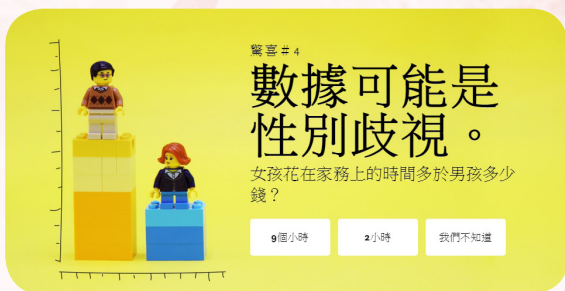 驚喜#4
數據可能是
性別歧視。
女孩花在家務上的時間多於男孩多少
錢？
9個小時
2小時
我們不知道